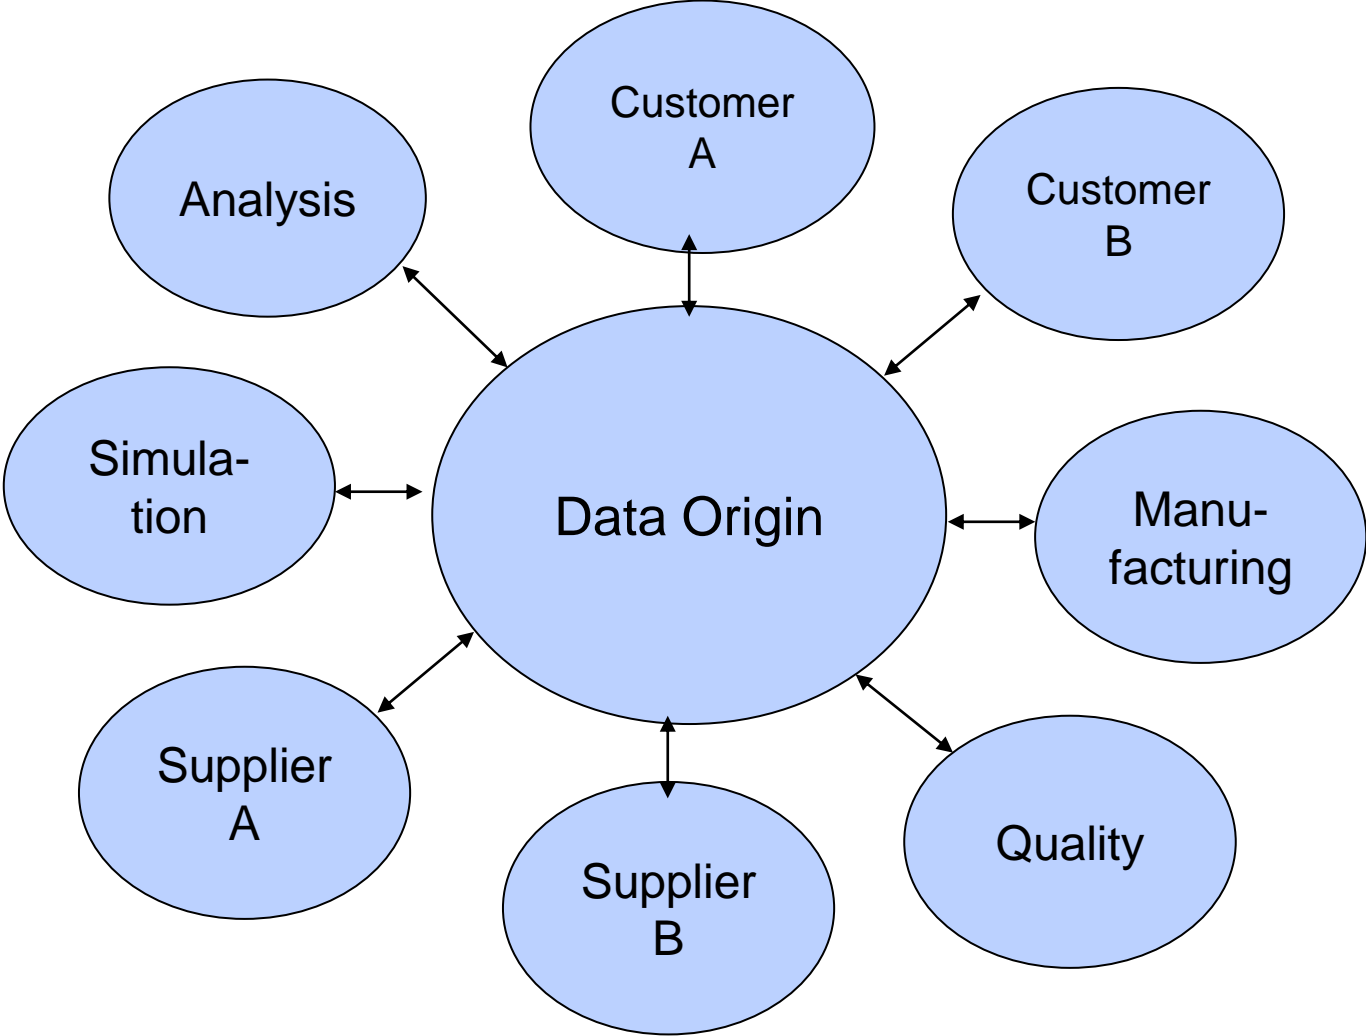 Customer
A
Analysis
Customer
B
Simula-
tion
Data Origin
Manu-
facturing
Supplier
A
Supplier
B
Quality